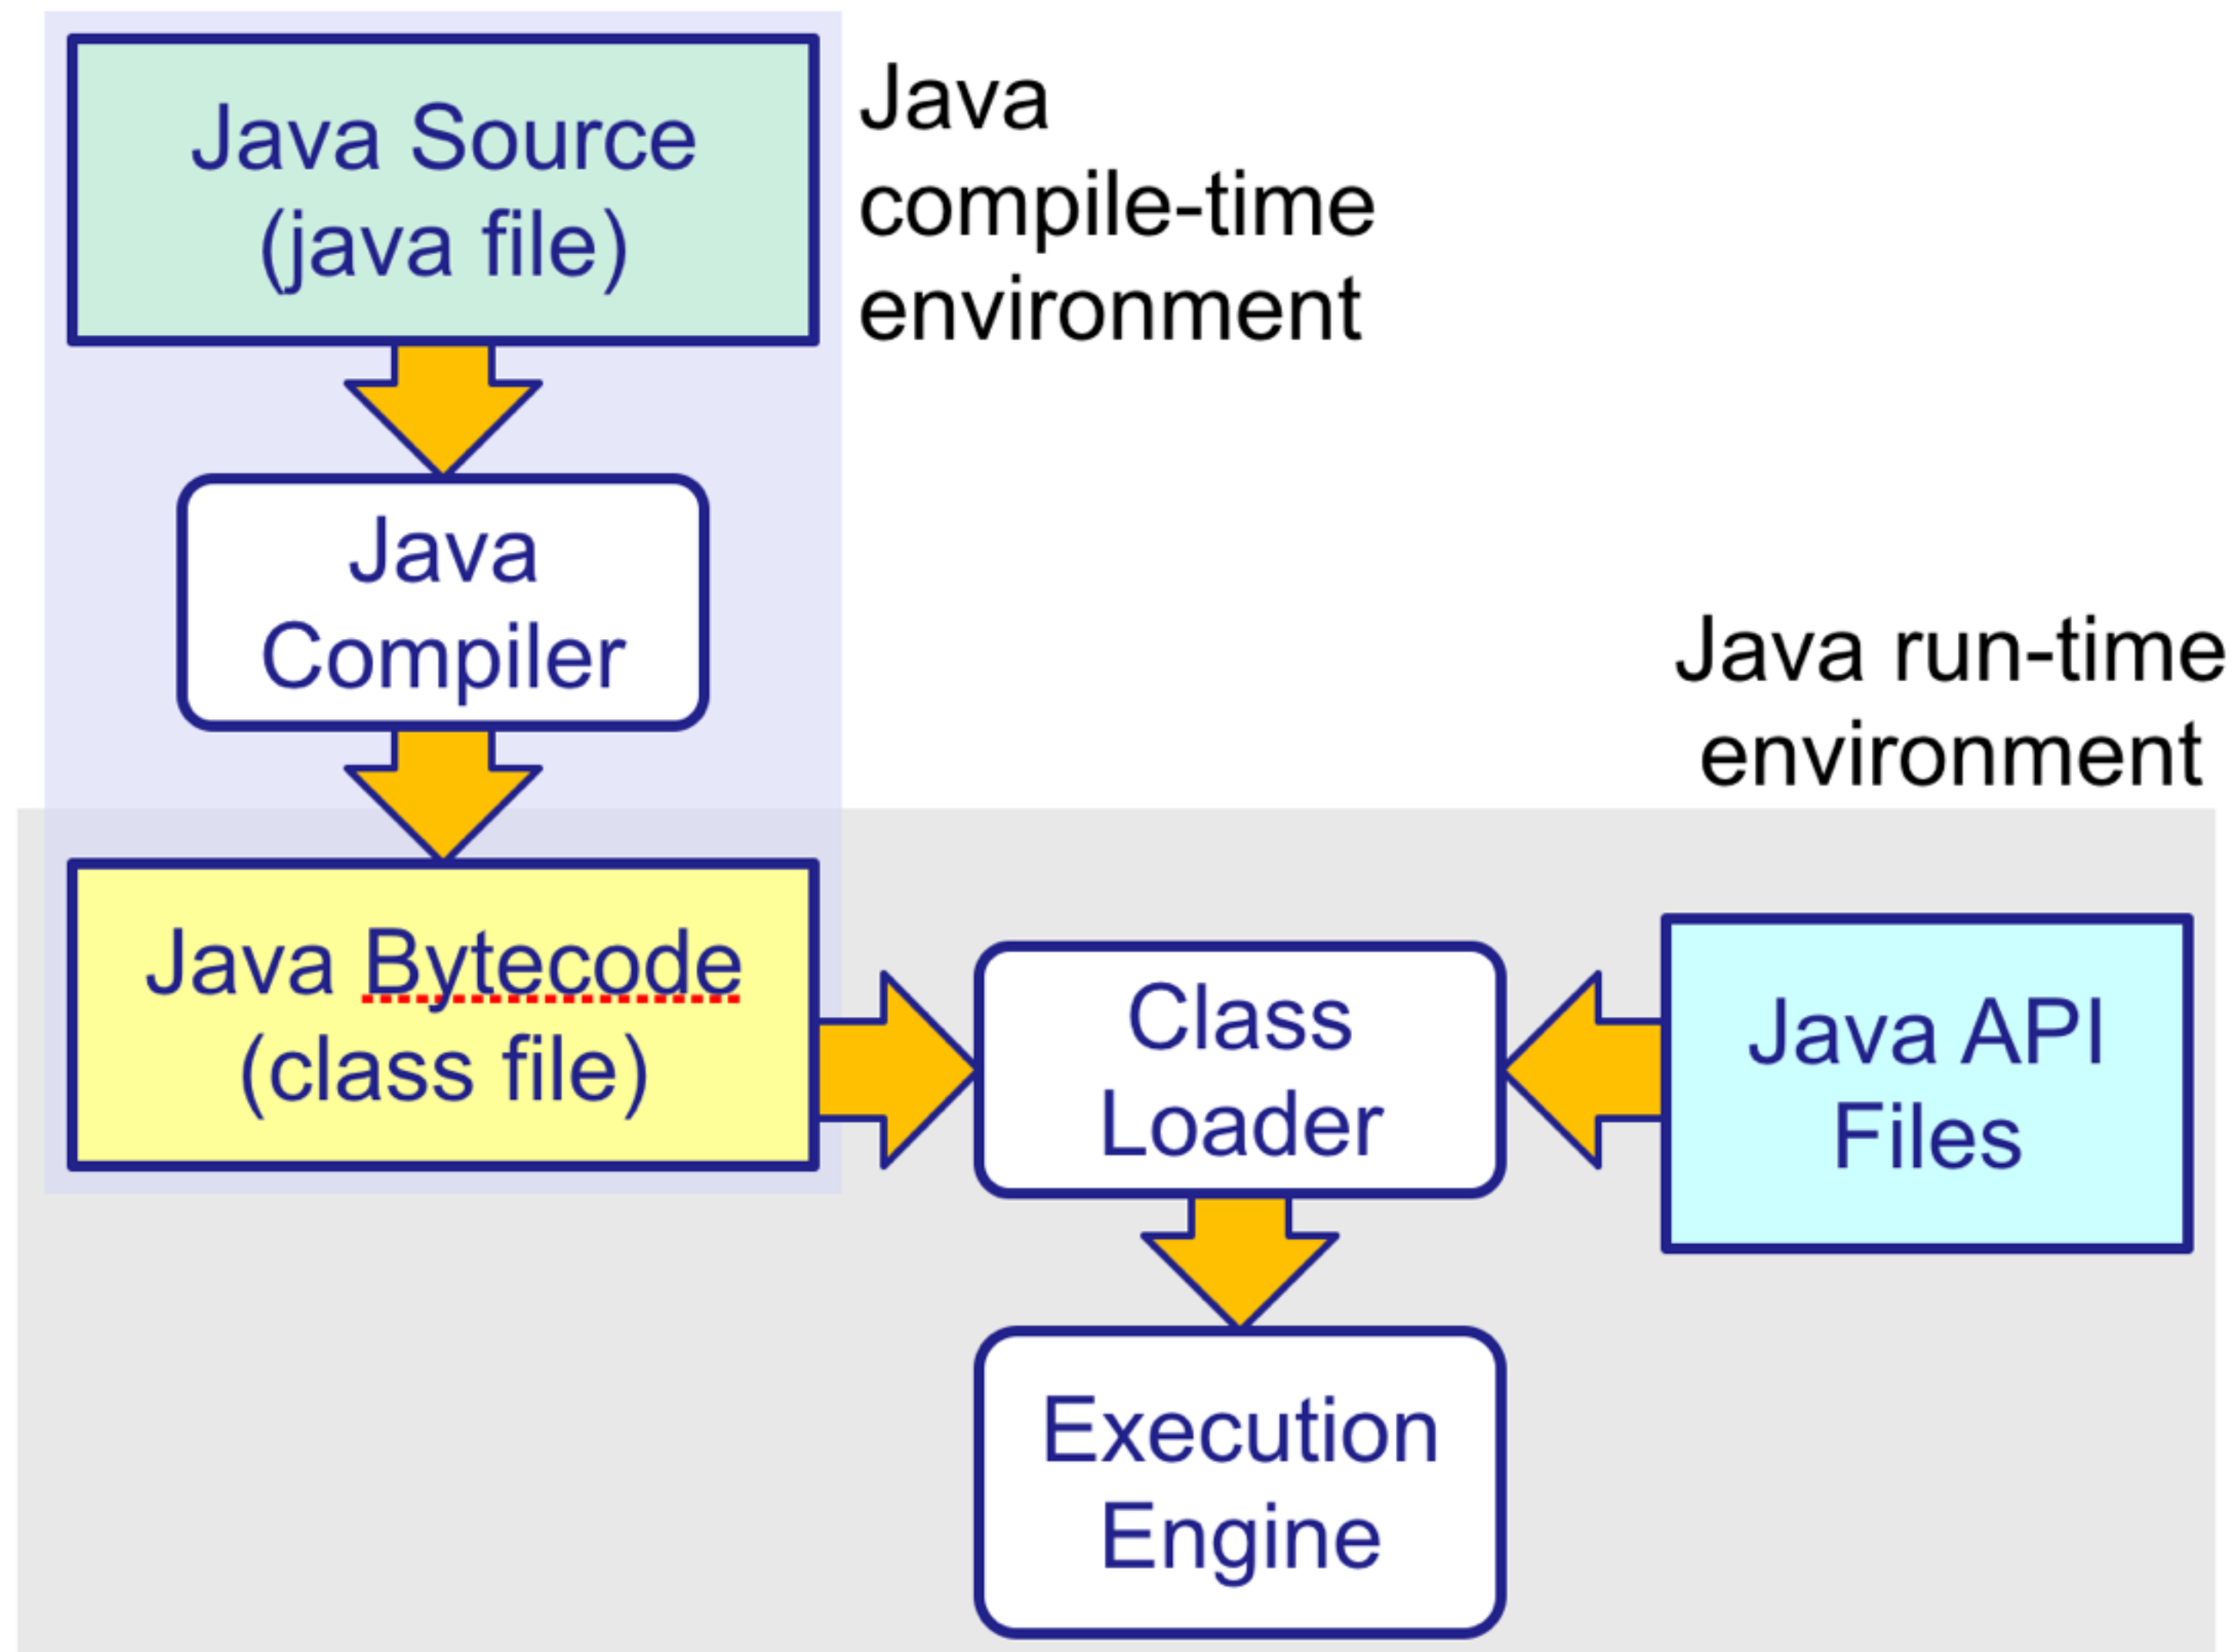 Java Source
(java file)
Java
compile-time
environment
Java
Compiler
Java run-time
environment
Java Bytecode
(class file)
Class
Loader
Java API
Files
Execution
Engine